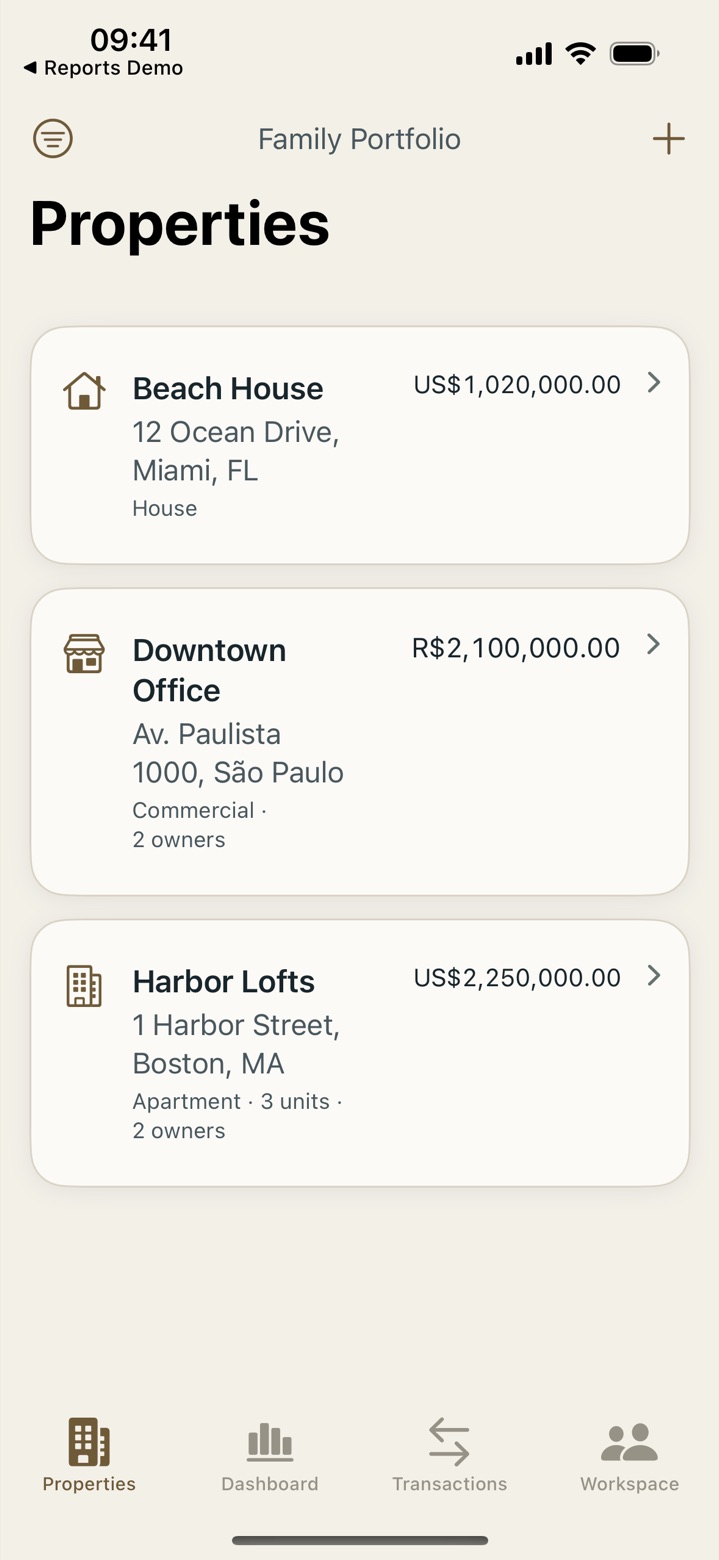 09:41
◀ Reports Demo
Family Portfolio
Properties
Beach House
US$1,020,000.00
12 Ocean Drive,
Miami, FL
House
Downtown
Office
R$2,100,000.00
Av. Paulista
1000, São Paulo
Commercial ·
2 owners
Harbor Lofts
US$2,250,000.00
1 Harbor Street,
Boston, MA
Apartment · 3 units ·
2 owners
Properties
Dashboard
Transactions
Workspace